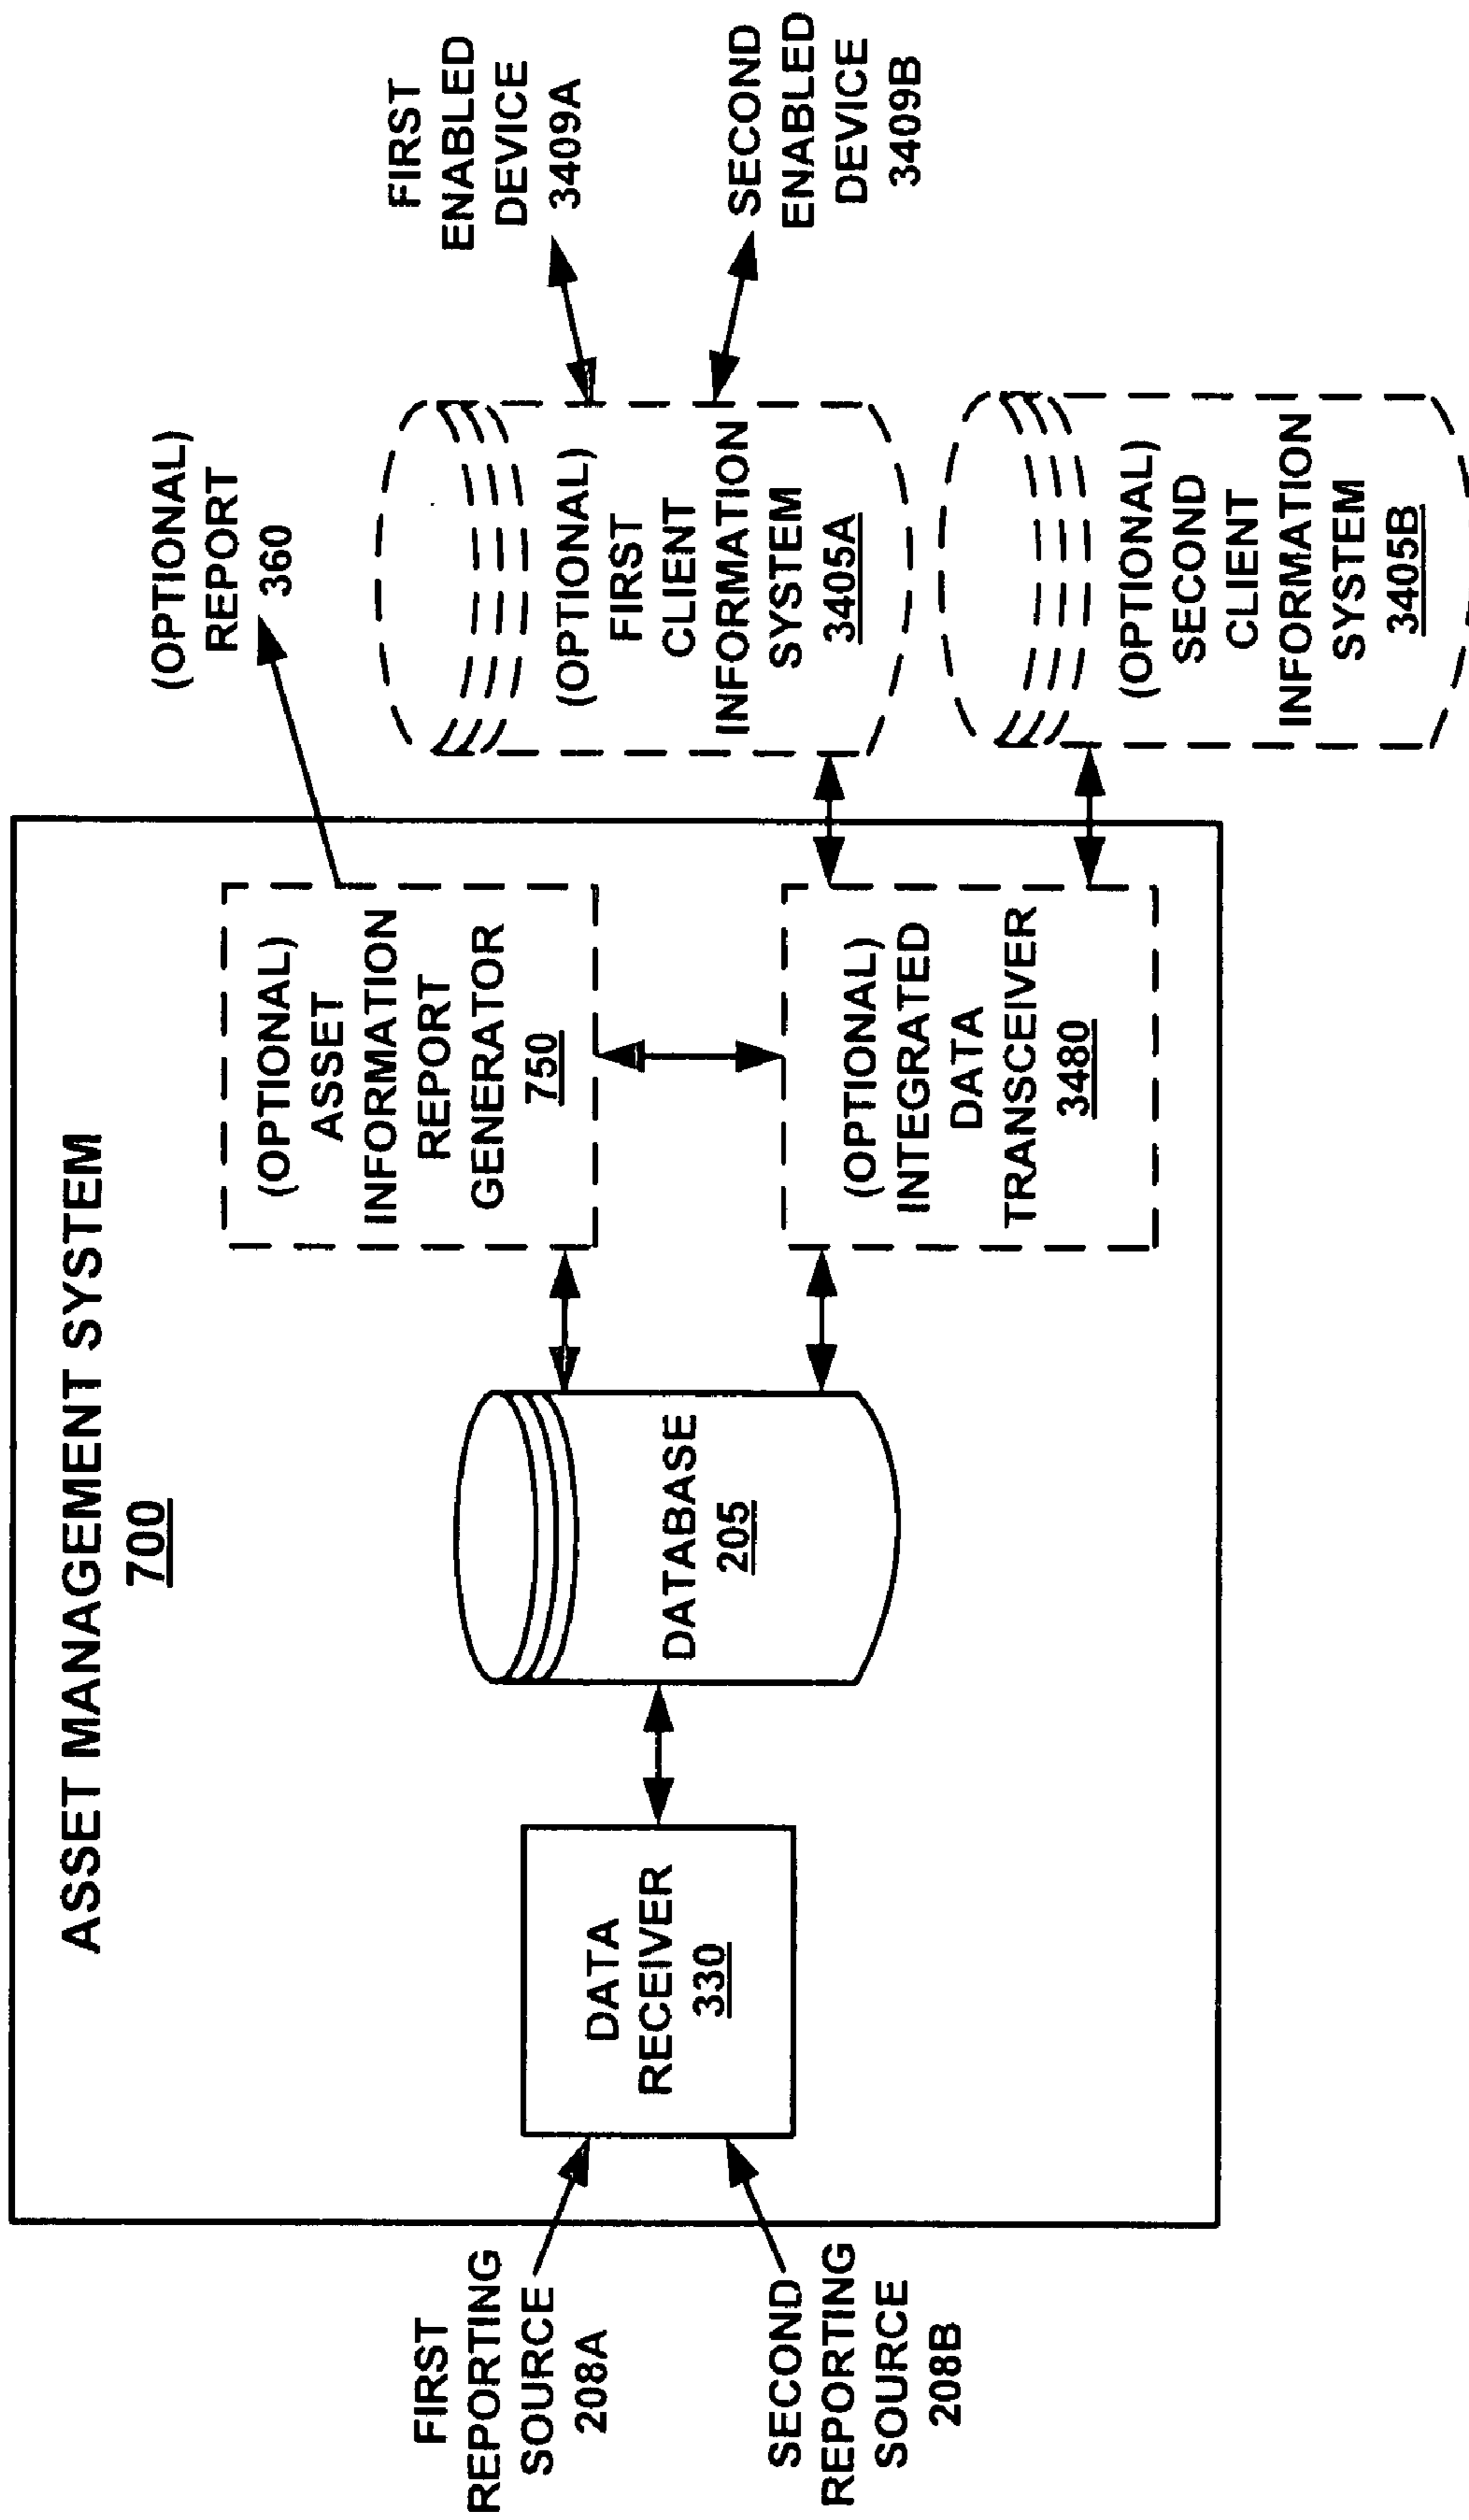 ASSET MANAGEMENT SYSTEM
700
FIRST
REPORTING
SOURCE
208A
SECOND
REPORTING
SOURCE
208B
DATA
RECEIVER
330
DATABASE
205
(OPTIONAL)
ASSET
INFORMATION
REPORT
GENERATOR
750
(OPTIONAL)
INTEGRATED
DATA
TRANSCEIVER
3480
(OPTIONAL)
REPORT
360
(OPTIONAL)
FIRST
CLIENT
INFORMATION
SYSTEM
3405A
(OPTIONAL)
SECOND
CLIENT
INFORMATION
SYSTEM
3405B
FIRST
ENABLED
DEVICE
3409A
SECOND
ENABLED
DEVICE
3409B